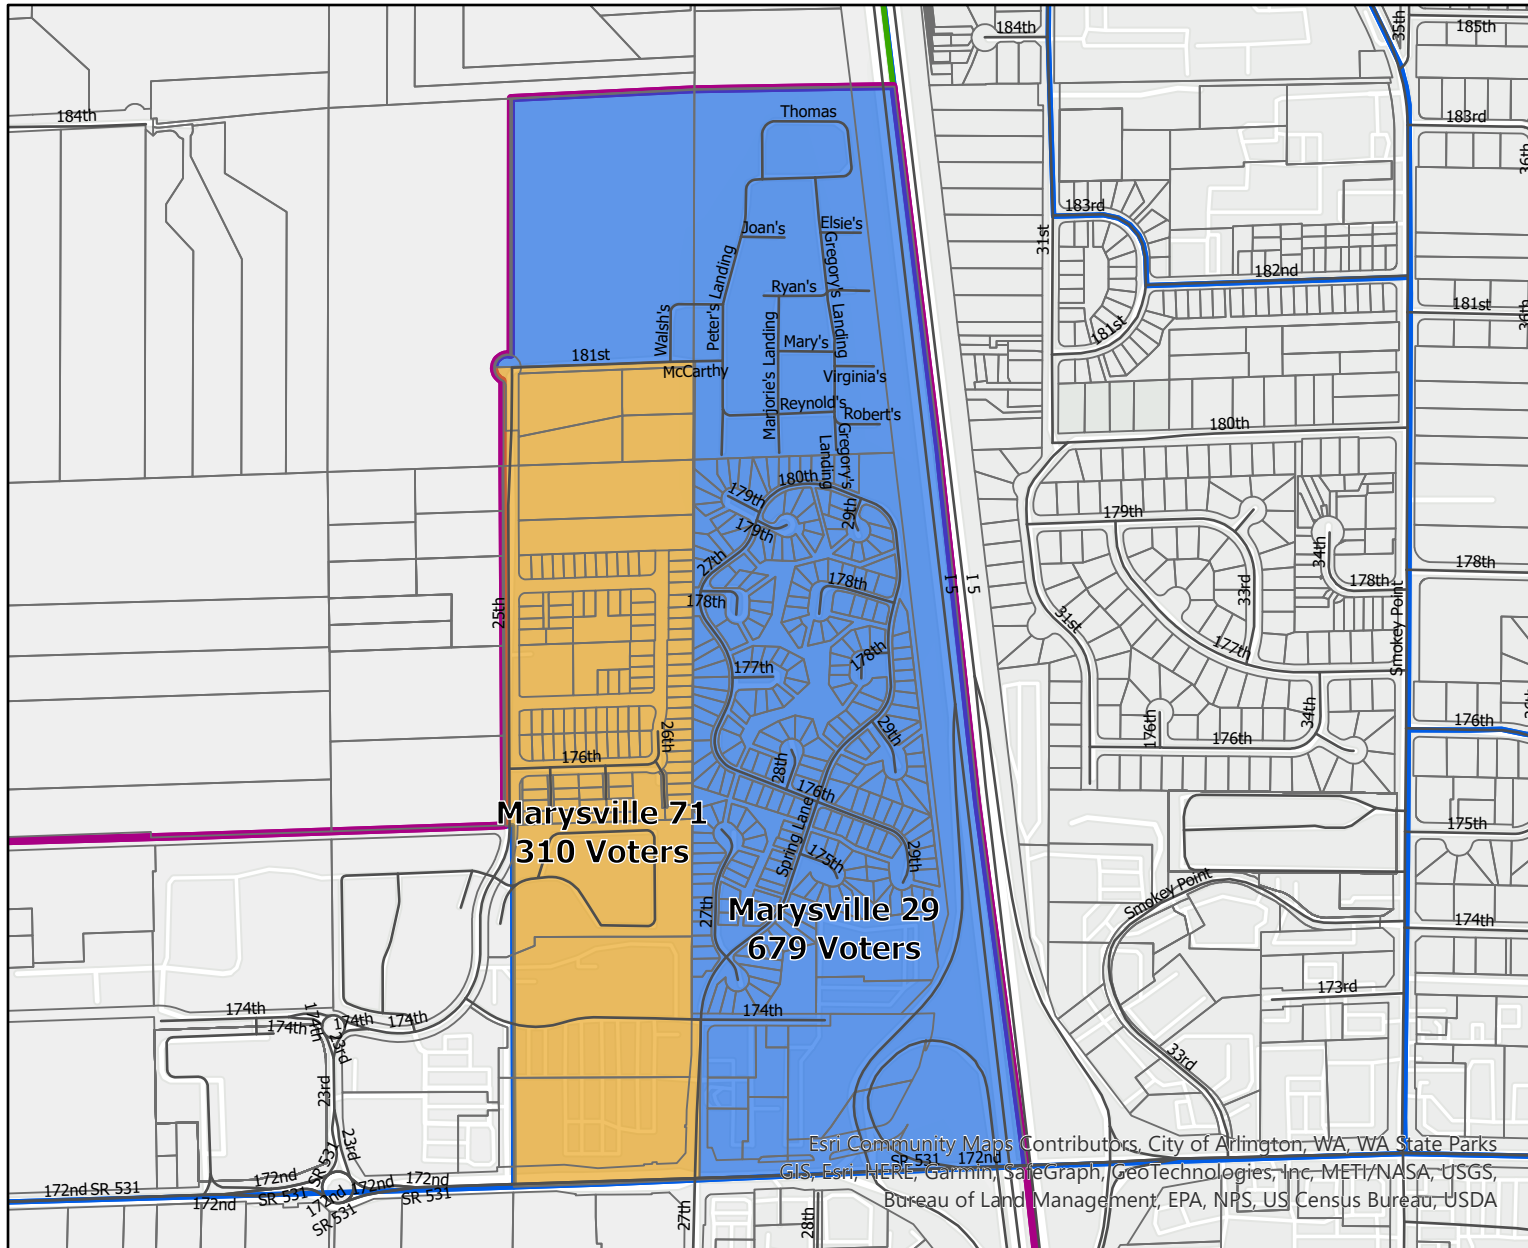 184th
35th
185th
184th
Thomas
183rd
36th
183rd
Joan's
Elsie's
31st
Gregory's Landing
Peter's Landing
182nd
Ryan's
Walsh's
Marjorie's Landing
181st
36th
181st
Mary's
181st
McCarthy
Virginia's
Reynold's
Robert's
180th
Gregory's
Landing
180th
179th
29th
179th
179th
34th
27th
178th
178th
I 5
I 5
178th
33rd
178th
Smokey Point
25th
31st
177th
178th
177th
34th
176th
29th
26th
176th
176th
176th
28th
176th
Marysville 71
310 Voters
Spring Lane
175th
175th
29th
Smokey Point
27th
Marysville 29
679 Voters
174th
173rd
174th
174th
174th
174th
174th
174th
23rd
33rd
23rd
23rd
Esri Community Maps Contributors, City of Arlington, WA, WA State Parks
GIS, Esri, HERE, Garmin, SafeGraph, GeoTechnologies, Inc, METI/NASA, USGS,
Bureau of Land Management, EPA, NPS, US Census Bureau, USDA
SR 531
172nd
SR 531
172nd
172nd
172nd
172nd SR 531
SR 531
172nd
SR 531
172nd
SR 531
27th
28th